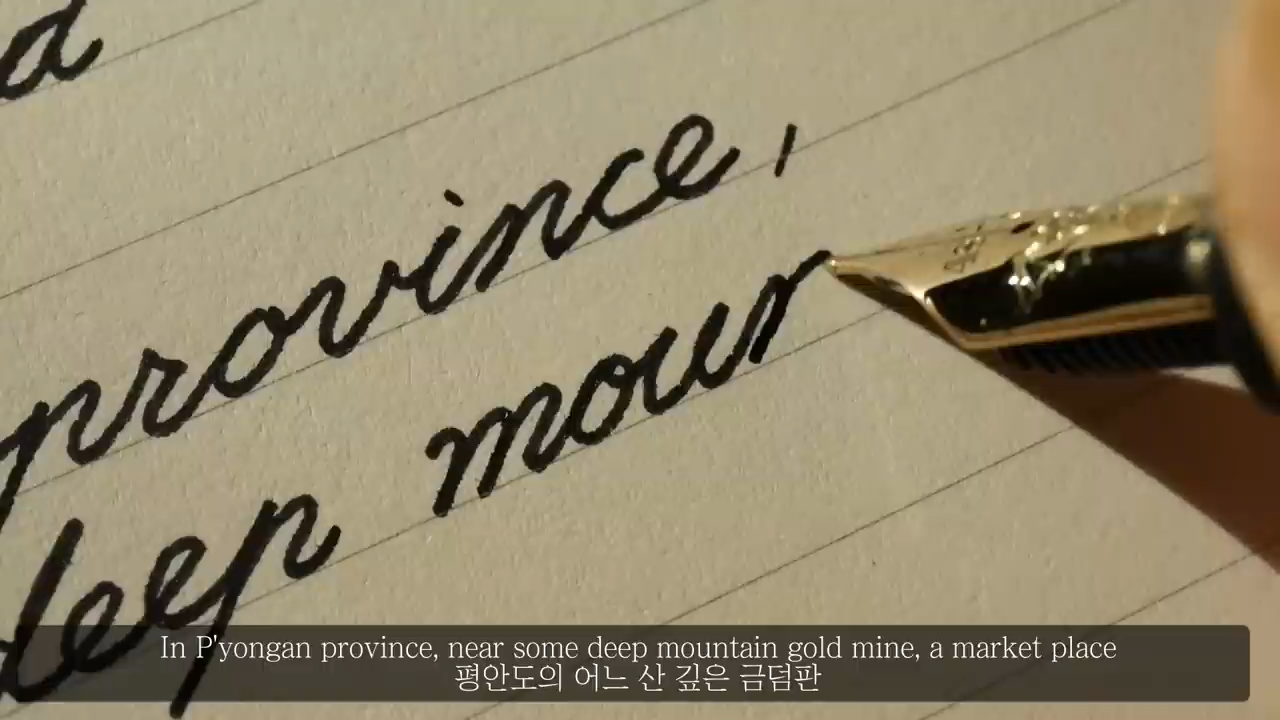 d
province,
deep moun
In P'yongan province, near some deep mountain gold mine, a market place
평안도의 어느 산 깊은 금덤판